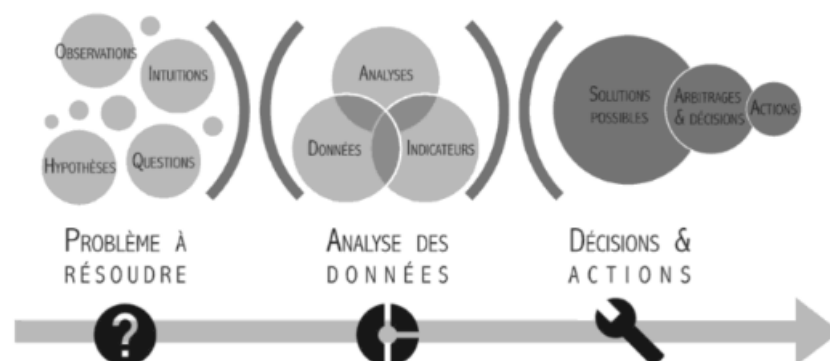 OBSERVATIONS
INTUITIONS
HYPOTHÈSES
QUESTIONS
ANALYSES
DONNÉES
INDICATEURS
SOLUTIONS
POSSIBLES
ARBITRAGES
& DÉCISIONS
ACTIONS
PROBLÈME À
RÉSOUDRE
ANALYSE DES
DONNÉES
DÉCISIONS &
ACTIONS
?